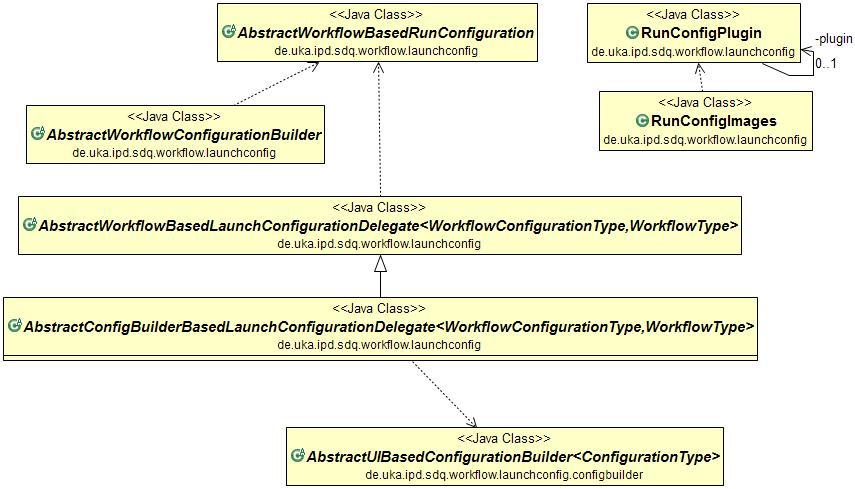 <<Java Class>>
AbstractWorkflowBasedRunConfiguration
de.uka.ipd.sdq.workflow.launchconfig
<<Java Class>>
RunConfigPlugin
de.uka.ipd.sdq.workflow.launchconfig
-plugin
0..1
<<Java Class>>
AbstractWorkflowConfigurationBuilder
de.uka.ipd.sdq.workflow.launchconfig
<<Java Class>>
RunConfigImages
de.uka.ipd.sdq.workflow.launchconfig
<<Java Class>>
AbstractWorkflowBasedLaunchConfigurationDelegate<WorkflowConfigurationType,WorkflowType>
de.uka.ipd.sdq.workflow.launchconfig
<<Java Class>>
AbstractConfigBuilderBasedLaunchConfigurationDelegate<WorkflowConfigurationType,WorkflowType>
de.uka.ipd.sdq.workflow.launchconfig
<<Java Class>>
AbstractUIBasedConfigurationBuilder<ConfigurationType>
de.uka.ipd.sdq.workflow.launchconfig.configbuilder